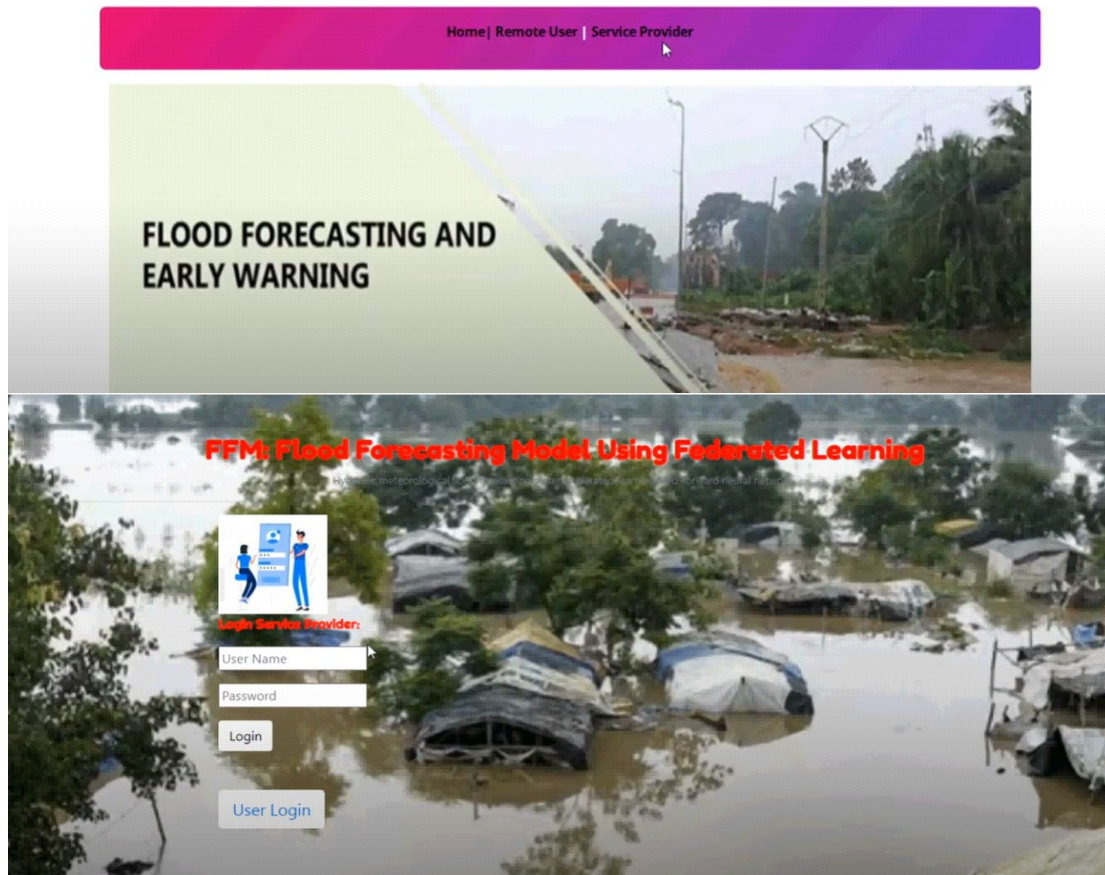 Home| Remote User | Service Provider
FLOOD FORECASTING AND
EARLY WARNING
FFM: Flood Forecasting Model Using Federated Learning
Login Service Provider:
User Name
Password
Login
User Login